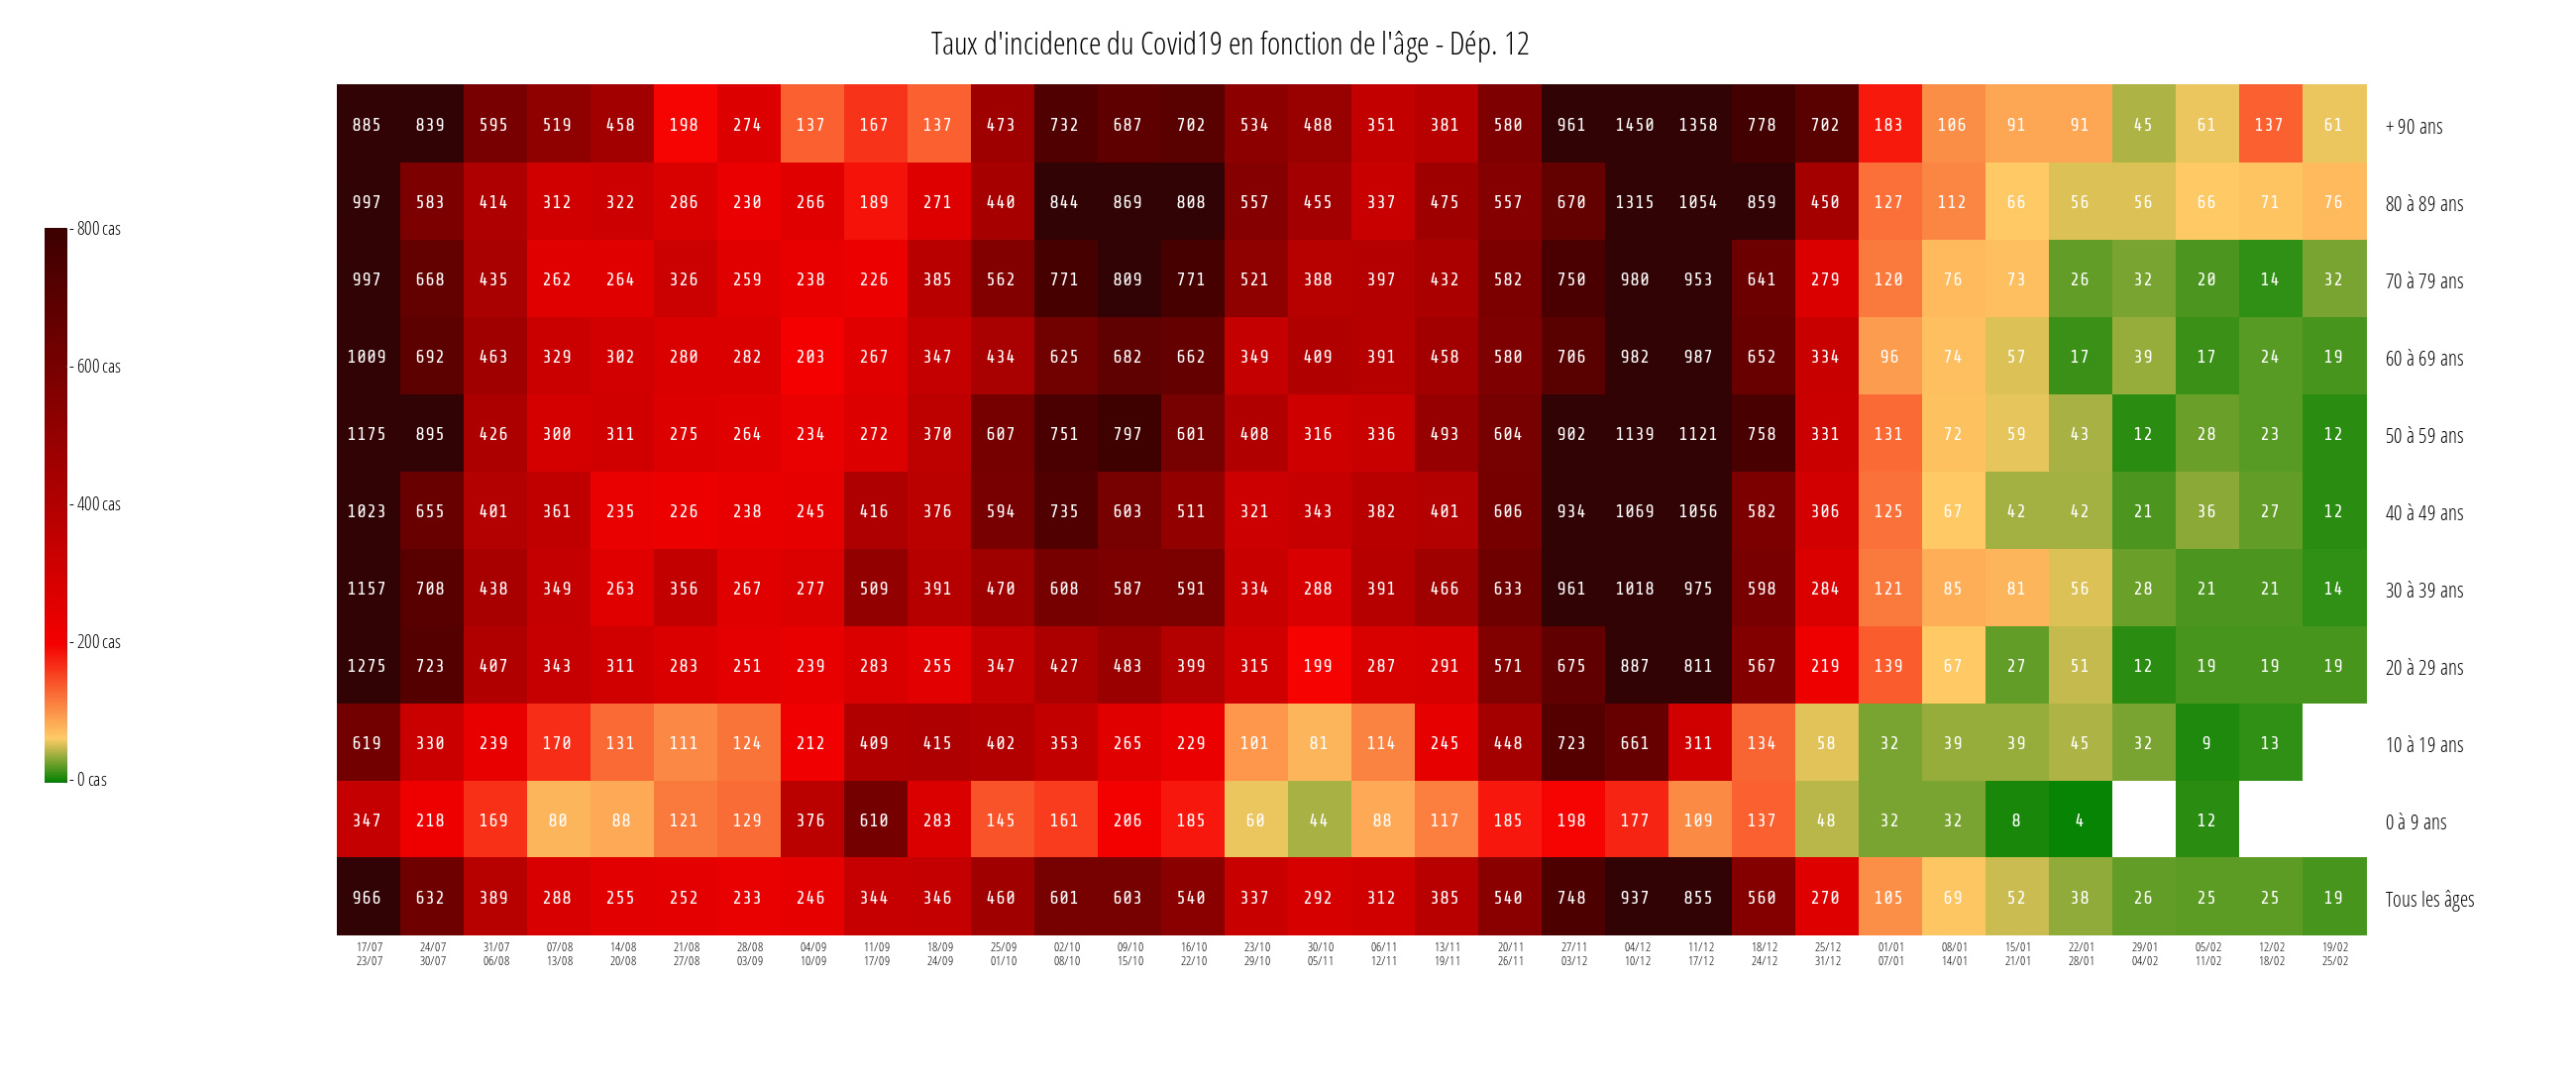 Taux d'incidence du Covid19 en fonction de l'âge - Dép. 12
- 800 cas
- 600 cas
- 400 cas
- 200 cas
- 0 cas
885 839 595 519 458 198 274 137 167 137 473 732 687 702 534 488 351 381 580 961 1450 1358 778 702 183 106 91 91 45 61 137 61 + 90 ans
997 583 414 312 322 286 230 266 189 271 440 844 869 808 557 455 337 475 557 670 1315 1054 859 450 127 112 66 56 56 66 71 76 80 à 89 ans
997 668 435 262 264 326 259 238 226 385 562 771 809 771 521 388 397 432 582 750 980 953 641 279 120 76 73 26 32 20 14 32 70 à 79 ans
1009 692 463 329 302 280 282 203 267 347 434 625 682 662 349 409 391 458 580 706 982 987 652 334 96 74 57 17 39 17 24 19 60 à 69 ans
1175 895 426 300 311 275 264 234 272 370 607 751 797 601 408 316 336 493 604 902 1139 1121 758 331 131 72 59 43 12 28 23 12 50 à 59 ans
1023 655 401 361 235 226 238 245 416 376 594 735 603 511 321 343 382 401 606 934 1069 1056 582 306 125 67 42 42 21 36 27 12 40 à 49 ans
1157 708 438 349 263 356 267 277 509 391 470 608 587 591 334 288 391 466 633 961 1018 975 598 284 121 85 81 56 28 21 21 14 30 à 39 ans
1275 723 407 343 311 283 251 239 283 255 347 427 483 399 315 199 287 291 571 675 887 811 567 219 139 67 27 51 12 19 19 19 20 à 29 ans
619 330 239 170 131 111 124 212 409 415 402 353 265 229 101 81 114 245 448 723 661 311 134 58 32 39 39 45 32 9 13 10 à 19 ans
347 218 169 80 88 121 129 376 610 283 145 161 206 185 60 44 88 117 185 198 177 109 137 48 32 32 8 4 12 0 à 9 ans
966 632 389 288 255 252 233 246 344 346 460 601 603 540 337 292 312 385 540 748 937 855 560 270 105 69 52 38 26 25 25 19 Tous les âges
17/07 24/07 31/07 07/08 14/08 21/08 28/08 04/09 11/09 18/09 25/09 02/10 09/10 16/10 23/10 30/10 06/11 13/11 20/11 27/11 04/12 11/12 18/12 25/12 01/01 08/01 15/01 22/01 29/01 05/02 12/02 19/02
23/07 30/07 06/08 13/08 20/08 27/08 03/09 10/09 17/09 24/09 01/10 08/10 15/10 22/10 29/10 05/11 12/11 19/11 26/11 03/12 10/12 17/12 24/12 31/12 07/01 14/01 21/01 28/01 04/02 11/02 18/02 25/02